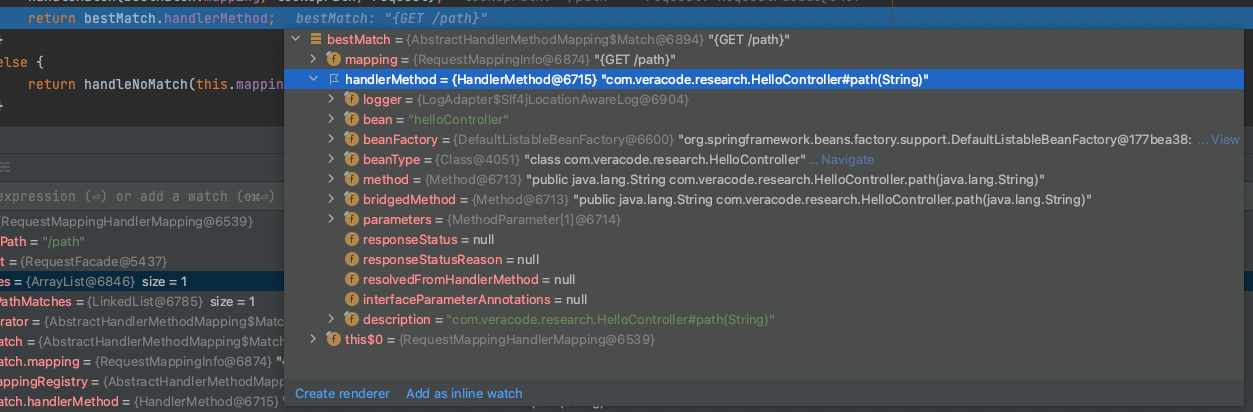 return bestMatch.handlerMethod;   bestMatch: "{GET /path}"
}
else {
return handleNoMatch(this.mappin
}
bestMatch = {AbstractHandlerMethodMapping$Match@6894} "{GET /path}"
mapping = {RequestMappingInfo@6874} "{GET /path}"
handlerMethod = {HandlerMethod@6715} "com.veracode.research.HelloController#path(String)"
logger = {LogAdapter$Slf4jLocationAwareLog@6904}
bean = "helloController"
beanFactory = {DefaultListableBeanFactory@6600} "org.springframework.beans.factory.support.DefaultListableBeanFactory@177bea38: ... View
beanType = {Class@4051} "class com.veracode.research.HelloController" ... Navigate
method = {Method@6713} "public java.lang.String com.veracode.research.HelloController.path(java.lang.String)"
bridgedMethod = {Method@6713} "public java.lang.String com.veracode.research.HelloController.path(java.lang.String)"
parameters = {MethodParameter[1]@6714}
responseStatus = null
responseStatusReason = null
resolvedFromHandlerMethod = null
interfaceParameterAnnotations = null
description = "com.veracode.research.HelloController#path(String)"
this$0 = {RequestMappingHandlerMapping@6539}
Create renderer   Add as inline watch
expression (⏎) or add a watch (⇧⌘⏎)
{RequestMappingHandlerMapping@6539}
Path = "/path"
t = {RequestFacade@5437}
es = {ArrayList@6846} size = 1
PathMatches = {LinkedList@6785} size = 1
rator = {AbstractHandlerMethodMapping$Matc
atch = {AbstractHandlerMethodMapping$Match
atch.mapping = {RequestMappingInfo@6874} "
appingRegistry = {AbstractHandlerMethodMapp
atch.handlerMethod = {HandlerMethod@6715} "